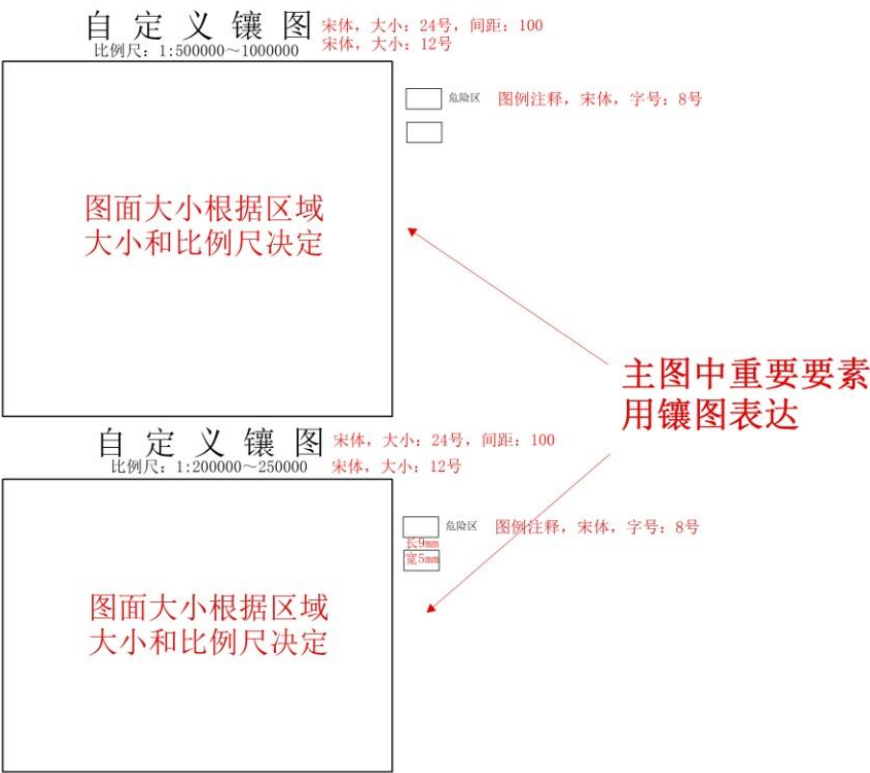 自定义镶图 宋体，大小：24号，间距：100
比例尺：1:500000～1000000 宋体，大小：12号
危险区 图例注释，宋体，字号：8号
图面大小根据区域
大小和比例尺决定
主图中重要要素
用镶图表达
自定义镶图 宋体，大小：24号，间距：100
比例尺：1:200000～250000 宋体，大小：12号
危险区 图例注释，宋体，字号：8号
长9mm
宽5mm
图面大小根据区域
大小和比例尺决定